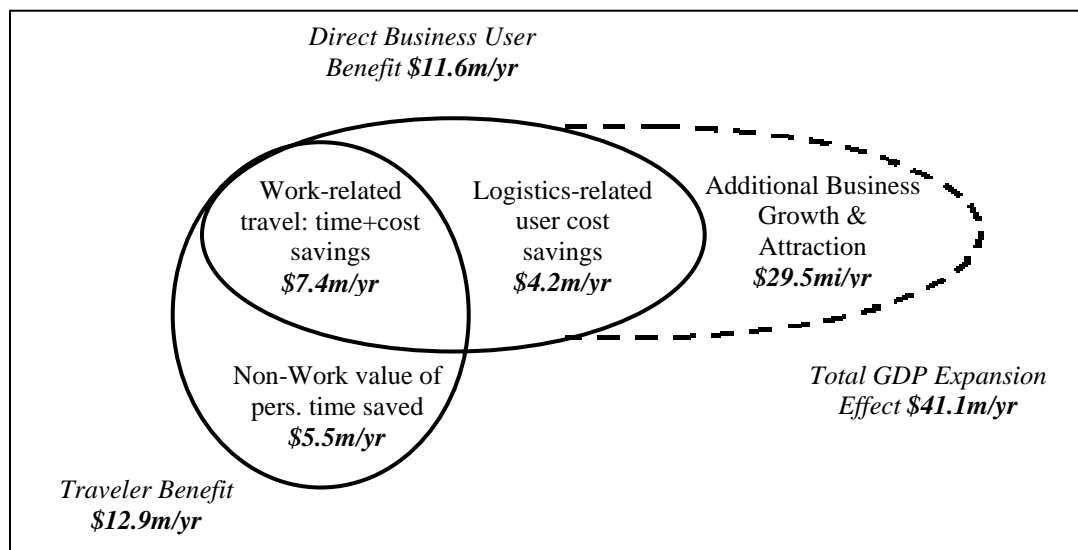 Direct Business User
Benefit $11.6m/yr
Work-related
travel: time+cost
savings
$7.4m/yr
Logistics-related
user cost
savings
$4.2m/yr
Additional Business
Growth &
Attraction
$29.5mi/yr
Non-Work value of
pers. time saved
$5.5m/yr
Total GDP Expansion
Effect $41.1m/yr
Traveler Benefit
$12.9m/yr